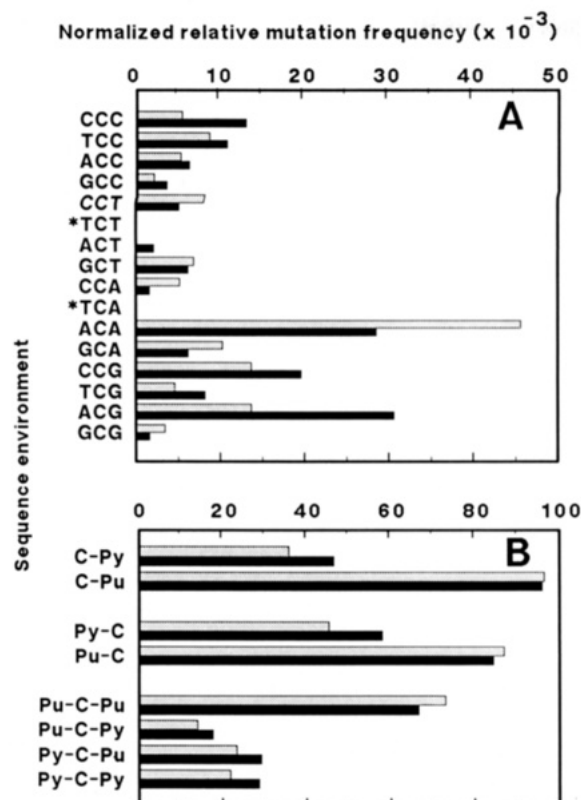 Normalized relative mutation frequency (x 10⁻³)
0 10 20 30 40 50
A
CCC
TCC
ACC
GCC
CCT
*TCT
ACT
GCT
CCA
*TCA
ACA
GCA
CCG
TCG
ACG
GCG
Sequence environment
0 20 40 60 80 100
B
C-Py
C-Pu
Py-C
Pu-C
Pu-C-Pu
Pu-C-Py
Py-C-Pu
Py-C-Py